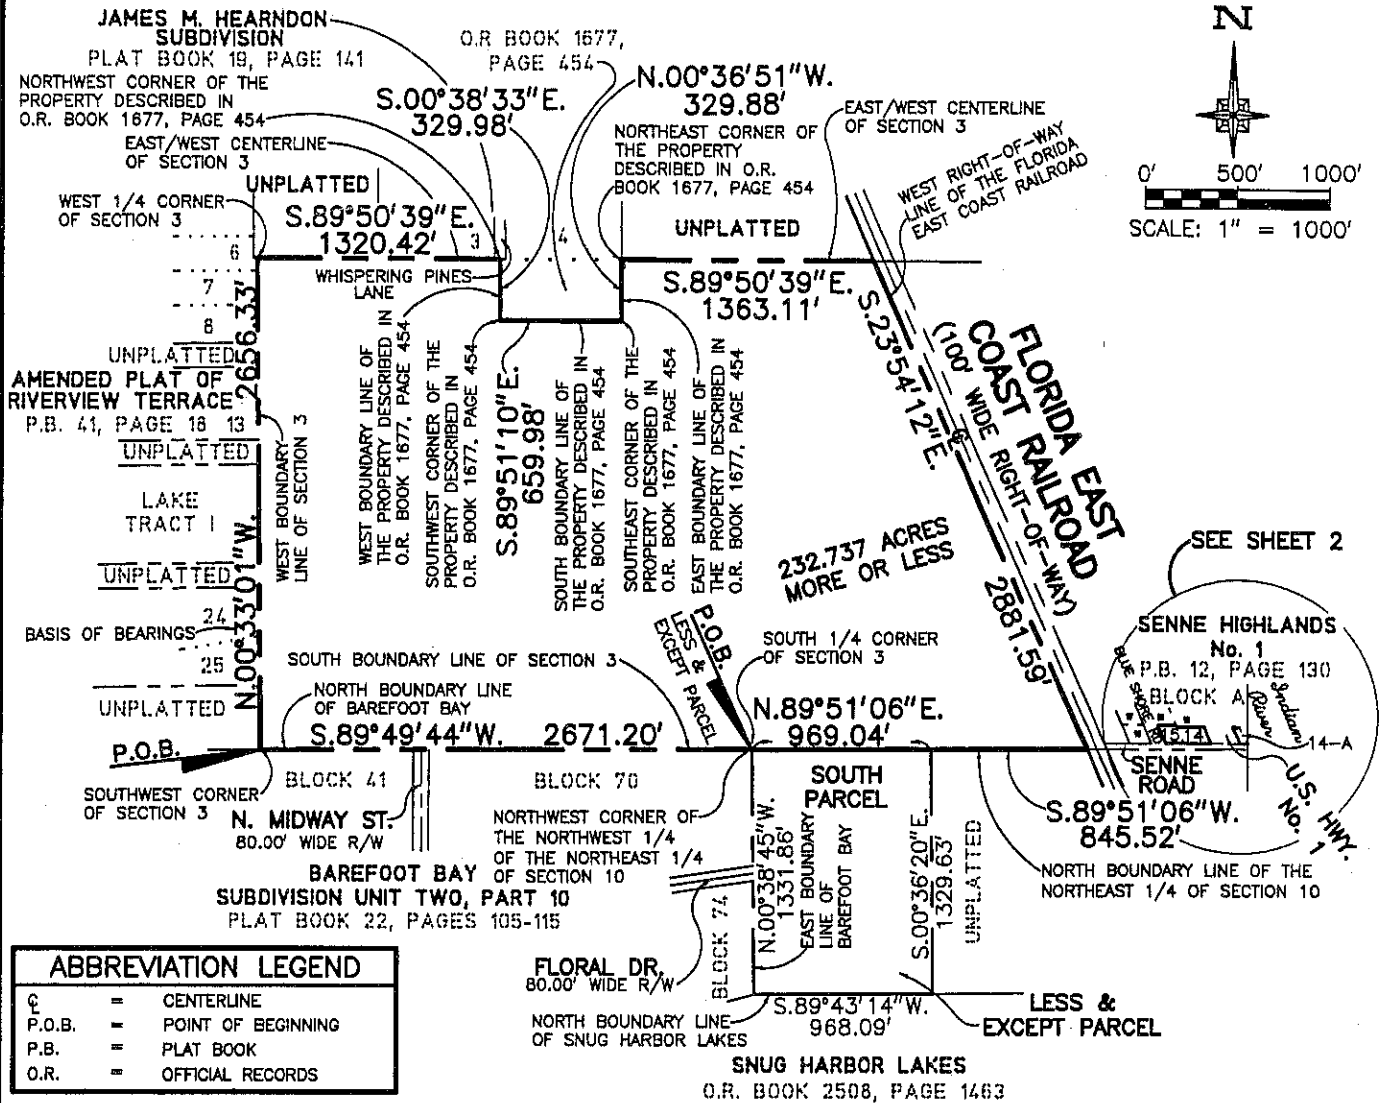 JAMES M. HEARNDON
SUBDIVISION
PLAT BOOK 19, PAGE 141
NORTHWEST CORNER OF THE
PROPERTY DESCRIBED IN
O.R. BOOK 1677, PAGE 454
EAST/WEST CENTERLINE
OF SECTION 3
O.R BOOK 1677,
PAGE 454
S.00°38'33"E.
329.98'
N.00°36'51"W.
329.88'
NORTHEAST CORNER OF
THE PROPERTY
DESCRIBED IN O.R.
BOOK 1677, PAGE 454
EAST/WEST CENTERLINE
OF SECTION 3
WEST RIGHT-OF-WAY
LINE OF THE FLORIDA
EAST COAST RAILROAD
N
0' 500' 1000'
SCALE: 1" = 1000'
WEST 1/4 CORNER
OF SECTION 3
UNPLATTED
S.89°50'39"E.
1320.42'
3
4
WHISPERING PINES
LANE
UNPLATTED
S.89°50'39"E.
1363.11'
6
7
8
UNPLATTED
AMENDED PLAT OF
RIVERVIEW TERRACE
P.B. 41, PAGE 18
13
UNPLATTED
LAKE
TRACT I
UNPLATTED
24
BASIS OF BEARINGS
25
UNPLATTED
N.00°33'01"W. 2656.33'
WEST BOUNDARY
LINE OF SECTION 3
WEST BOUNDARY LINE OF
THE PROPERTY DESCRIBED IN
O.R. BOOK 1677, PAGE 454
SOUTHWEST CORNER OF THE
PROPERTY DESCRIBED IN
O.R. BOOK 1677, PAGE 454
S.89°51'10"E.
659.98'
SOUTH BOUNDARY LINE OF
THE PROPERTY DESCRIBED IN
O.R. BOOK 1677, PAGE 454
SOUTHEAST CORNER OF THE
PROPERTY DESCRIBED IN
O.R. BOOK 1677, PAGE 454
EAST BOUNDARY LINE OF
THE PROPERTY DESCRIBED IN
O.R. BOOK 1677, PAGE 454
S.23°54'12"E. 2881.59'
FLORIDA EAST
COAST RAILROAD
(100' WIDE RIGHT-OF-WAY)
℄
232.737 ACRES
MORE OR LESS
SEE SHEET 2
SENNE HIGHLANDS
No. 1
P.B. 12, PAGE 130
BLOCK A
BLUE SHORE
Indian
River
15
14
14-A
SENNE
ROAD
U.S. HWY.
No. 1
P.O.B.
LESS &
EXCEPT PARCEL
SOUTH 1/4 CORNER
OF SECTION 3
SOUTH BOUNDARY LINE OF SECTION 3
NORTH BOUNDARY LINE
OF BAREFOOT BAY
S.89°49'44"W. 2671.20'
N.89°51'06"E.
969.04'
P.O.B.
SOUTHWEST CORNER
OF SECTION 3
BLOCK 41
BLOCK 70
N. MIDWAY ST.
80.00' WIDE R/W
NORTHWEST CORNER OF
THE NORTHWEST 1/4
OF THE NORTHEAST 1/4
OF SECTION 10
BAREFOOT BAY
SUBDIVISION UNIT TWO, PART 10
PLAT BOOK 22, PAGES 105-115
SOUTH
PARCEL
S.89°51'06"W.
845.52'
NORTH BOUNDARY LINE OF THE
NORTHEAST 1/4 OF SECTION 10
BLOCK 74
N.00°38'45"W.
1331.86'
EAST BOUNDARY
LINE OF
BAREFOOT BAY
S.00°36'20"E.
1329.63'
UNPLATTED
FLORAL DR.
80.00' WIDE R/W
NORTH BOUNDARY LINE
OF SNUG HARBOR LAKES
S.89°43'14"W.
968.09'
LESS &
EXCEPT PARCEL
SNUG HARBOR LAKES
O.R. BOOK 2508, PAGE 1463
ABBREVIATION LEGEND
℄ = CENTERLINE
P.O.B. = POINT OF BEGINNING
P.B. = PLAT BOOK
O.R. = OFFICIAL RECORDS